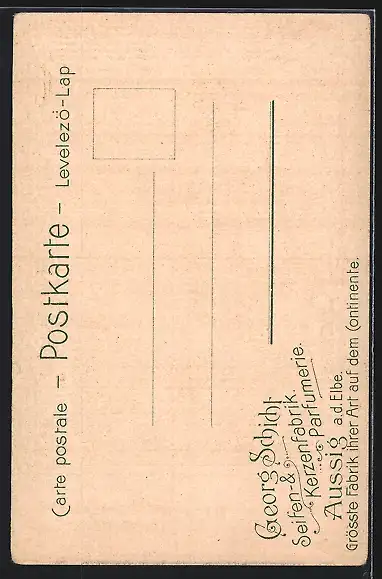 Carte postale – Postkarte – Levelezö-Lap
Georg Schicht
Seifen- &
Kerzenfabrik.
Parfumerie.
Aussig a.d. Elbe.
Grösste Fabrik ihrer Art auf dem Continente.